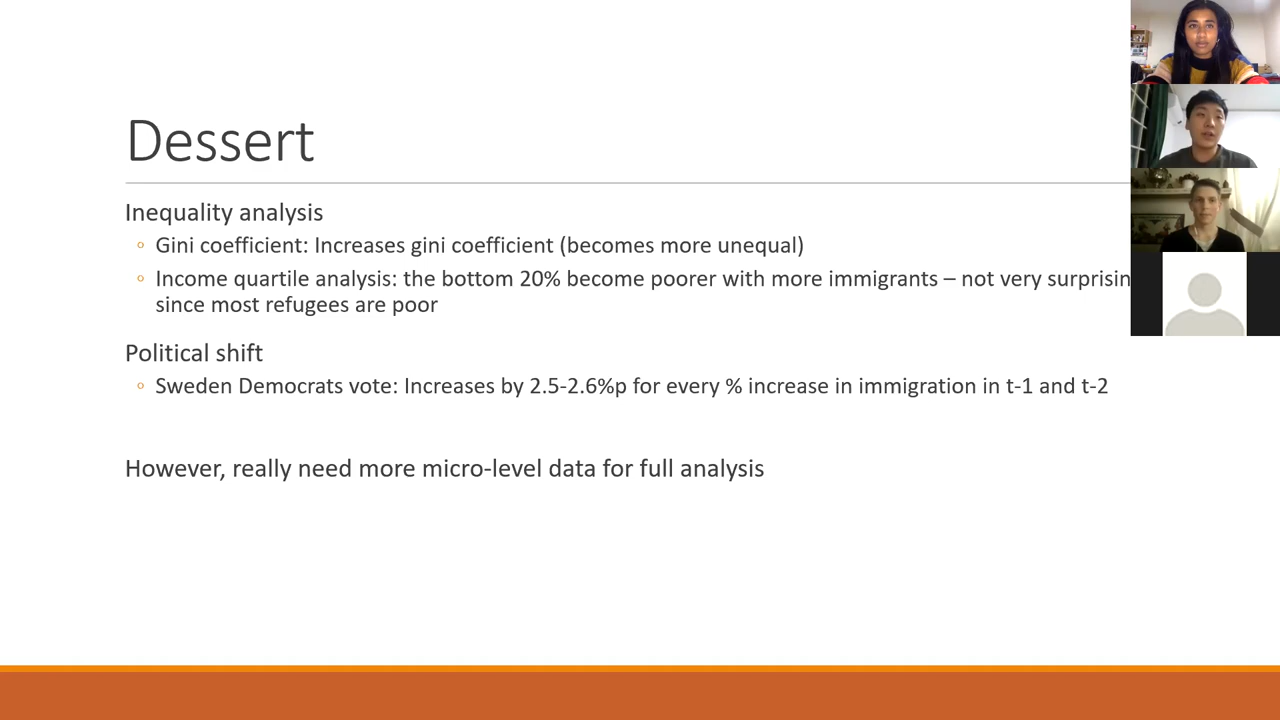 Dessert
Inequality analysis
◦ Gini coefficient: Increases gini coefficient (becomes more unequal)
◦ Income quartile analysis: the bottom 20% become poorer with more immigrants – not very surprisin
since most refugees are poor
Political shift
◦ Sweden Democrats vote: Increases by 2.5-2.6%p for every % increase in immigration in t-1 and t-2
However, really need more micro-level data for full analysis